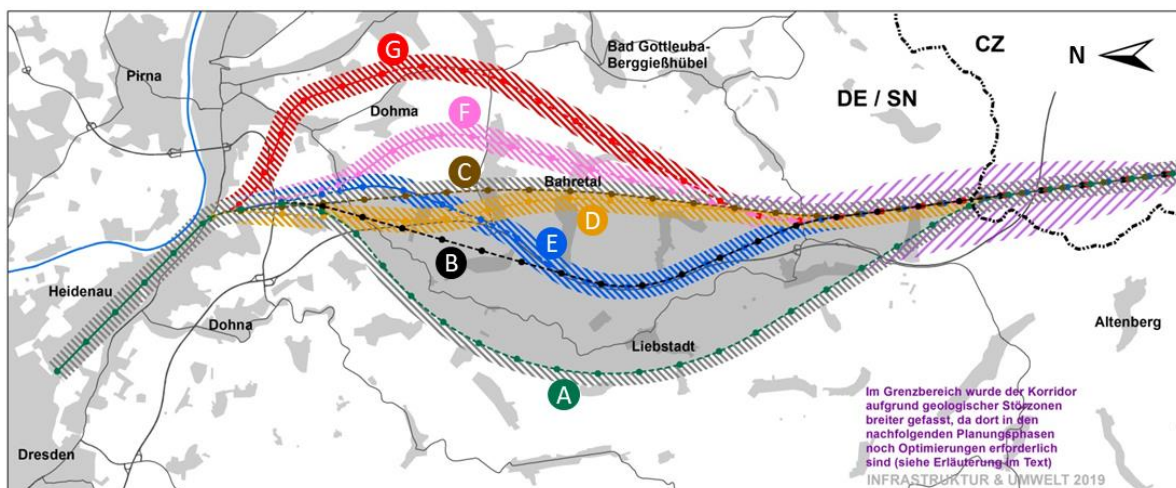 G
Bad Gottleuba-
Berggießhübel
CZ
N
Pirna
DE / SN
Dohma
F
C
Bahretal
D
E
B
Heidenau
Dohna
Liebstadt
Altenberg
A
Im Grenzbereich wurde der Korridor
aufgrund geologischer Störzonen
breiter gefasst, da dort in den
nachfolgenden Planungsphasen
noch Optimierungen erforderlich
sind (siehe Erläuterung im Text)
Dresden
INFRASTRUKTUR & UMWELT 2019